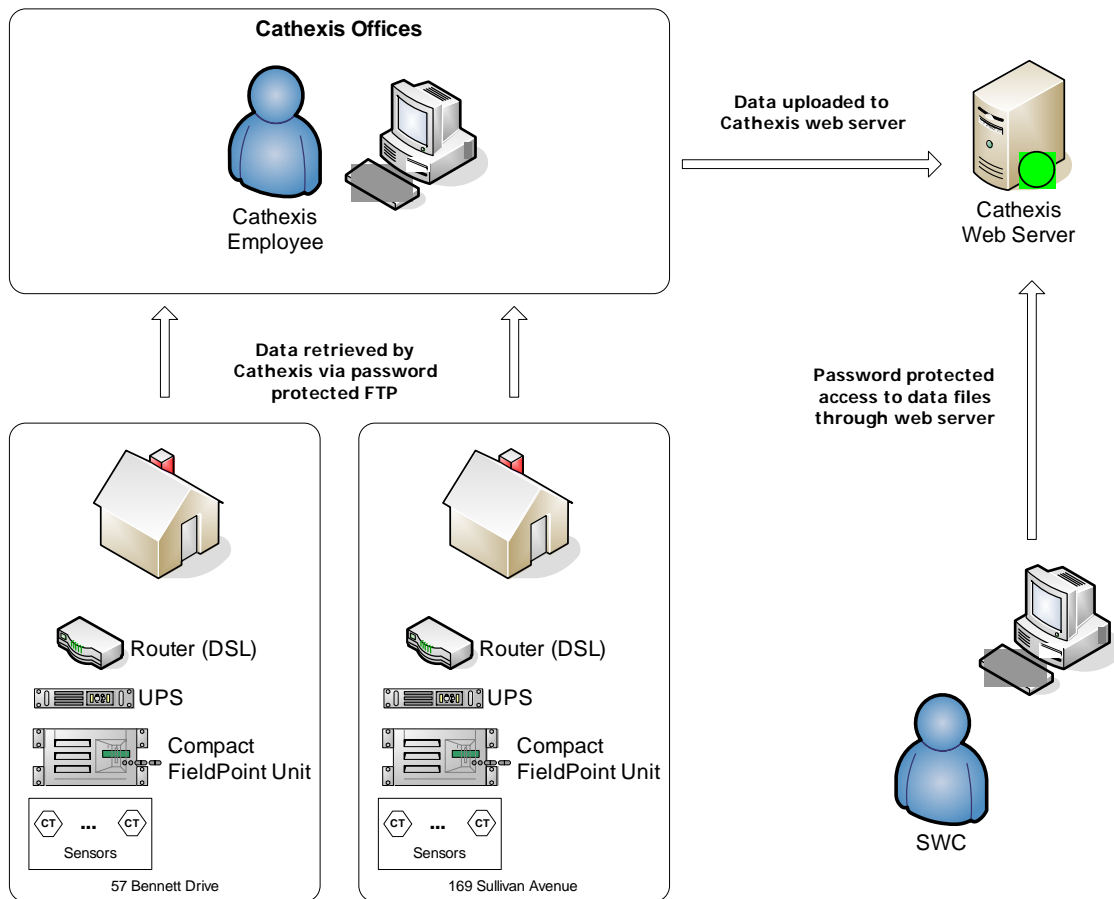 Cathexis Offices
Cathexis
Employee
Data uploaded to
Cathexis web server
Cathexis
Web Server
Data retrieved by
Cathexis via password
protected FTP
Password protected
access to data files
through web server
Router (DSL)
UPS
Compact
FieldPoint Unit
CT ... CT
Sensors
57 Bennett Drive
Router (DSL)
UPS
Compact
FieldPoint Unit
CT ... CT
Sensors
169 Sullivan Avenue
SWC